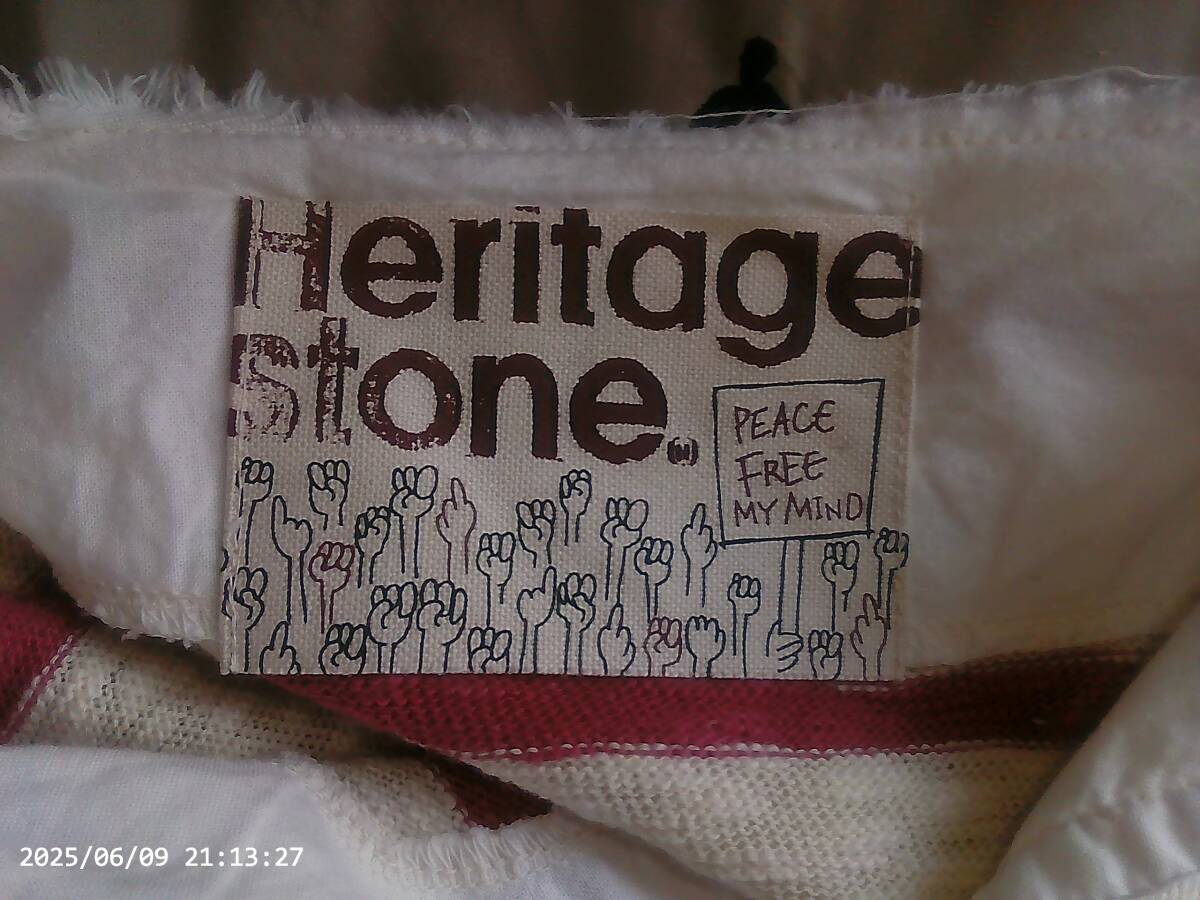 Heritage
stone.(M)
PEACE
FREE
MY MIND
2025/06/09 21:13:27